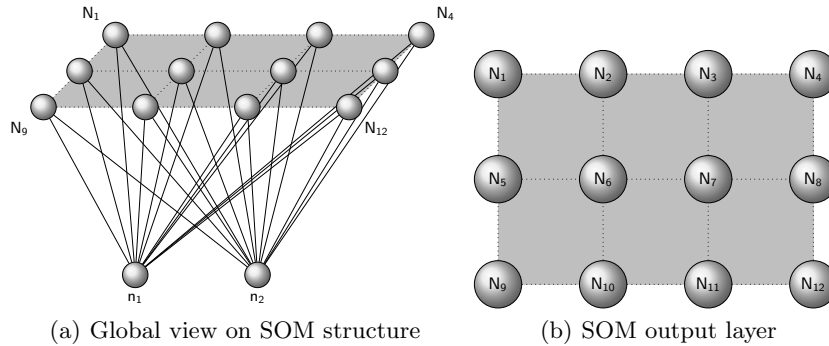 N₁
N₄
N₉
N₁₂
n₁
n₂
(a) Global view on SOM structure
N₁ N₂ N₃ N₄
N₅ N₆ N₇ N₈
N₉ N₁₀ N₁₁ N₁₂
(b) SOM output layer